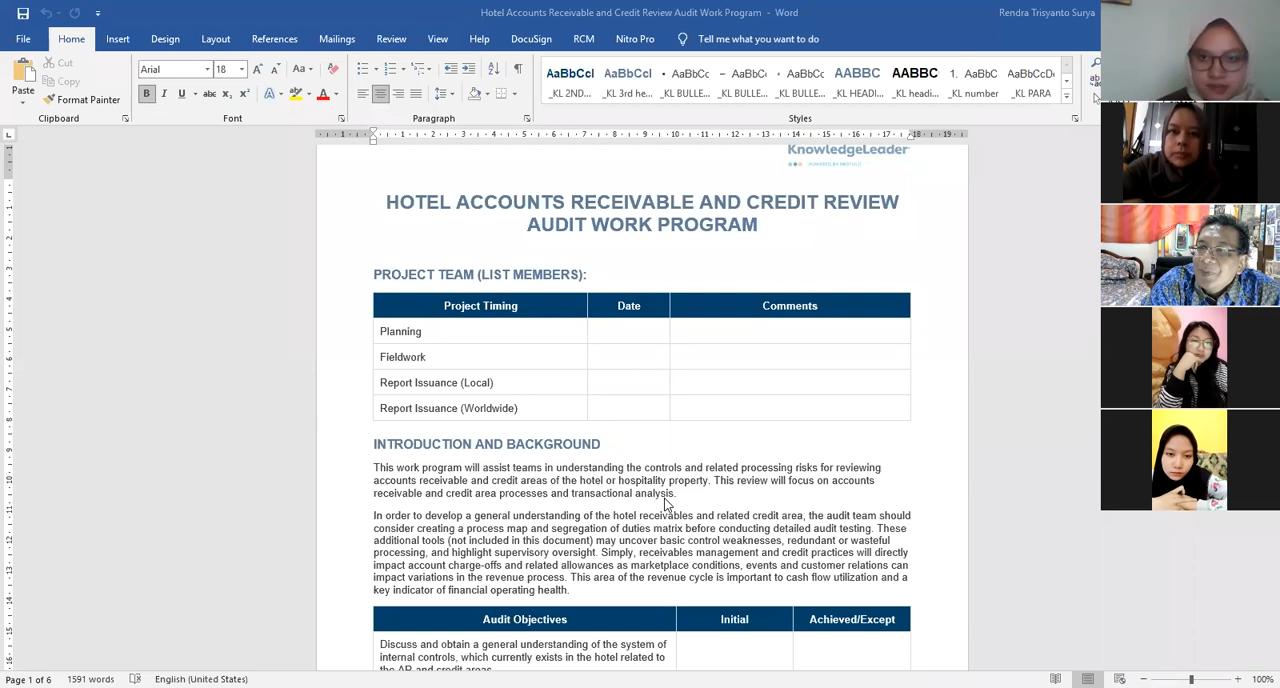 Hotel Accounts Receivable and Credit Review Audit Work Program - Word
Rendra Trisyanto Surya
File Home Insert Design Layout References Mailings Review View Help DocuSign RCM Nitro Pro Tell me what you want to do
Paste
Cut
Copy
Format Painter
Arial 18
AaBbCcI AaBbCcI • AaBbCc – AaBbCc • AaBbCc AABBC AABBC 1. AaBbC AaBbCcDc
_KL 2ND... _KL 3rd he... _KL BULLE... _KL BULLE... _KL BULLE... _KL HEADI... _KL headi... _KL number _KL PARA
Clipboard Font Paragraph Styles
KnowledgeLeader
HOTEL ACCOUNTS RECEIVABLE AND CREDIT REVIEW
AUDIT WORK PROGRAM
PROJECT TEAM (LIST MEMBERS):
Project Timing Date Comments
Planning
Fieldwork
Report Issuance (Local)
Report Issuance (Worldwide)
INTRODUCTION AND BACKGROUND
This work program will assist teams in understanding the controls and related processing risks for reviewing
accounts receivable and credit areas of the hotel or hospitality property. This review will focus on accounts
receivable and credit area processes and transactional analysis.
In order to develop a general understanding of the hotel receivables and related credit area, the audit team should
consider creating a process map and segregation of duties matrix before conducting detailed audit testing. These
additional tools (not included in this document) may uncover basic control weaknesses, redundant or wasteful
processing, and highlight supervisory oversight. Simply, receivables management and credit practices will directly
impact account charge-offs and related allowances as marketplace conditions, events and customer relations can
impact variations in the revenue process. This area of the revenue cycle is important to cash flow utilization and a
key indicator of financial operating health.
Audit Objectives Initial Achieved/Except
Discuss and obtain a general understanding of the system of
internal controls, which currently exists in the hotel related to
the AR and credit areas.
Page 1 of 6 1591 words English (United States) 100%